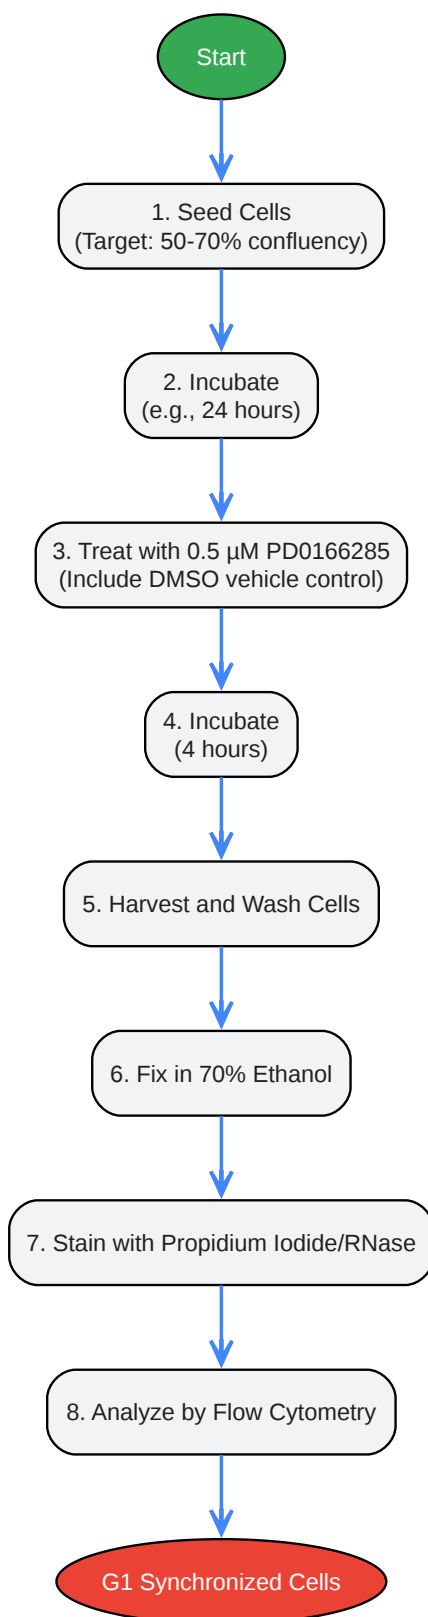 Start
1. Seed Cells
(Target: 50-70% confluency)
2. Incubate
(e.g., 24 hours)
3. Treat with 0.5 µM PD0166285
(Include DMSO vehicle control)
4. Incubate
(4 hours)
5. Harvest and Wash Cells
6. Fix in 70% Ethanol
7. Stain with Propidium Iodide/RNase
8. Analyze by Flow Cytometry
G1 Synchronized Cells